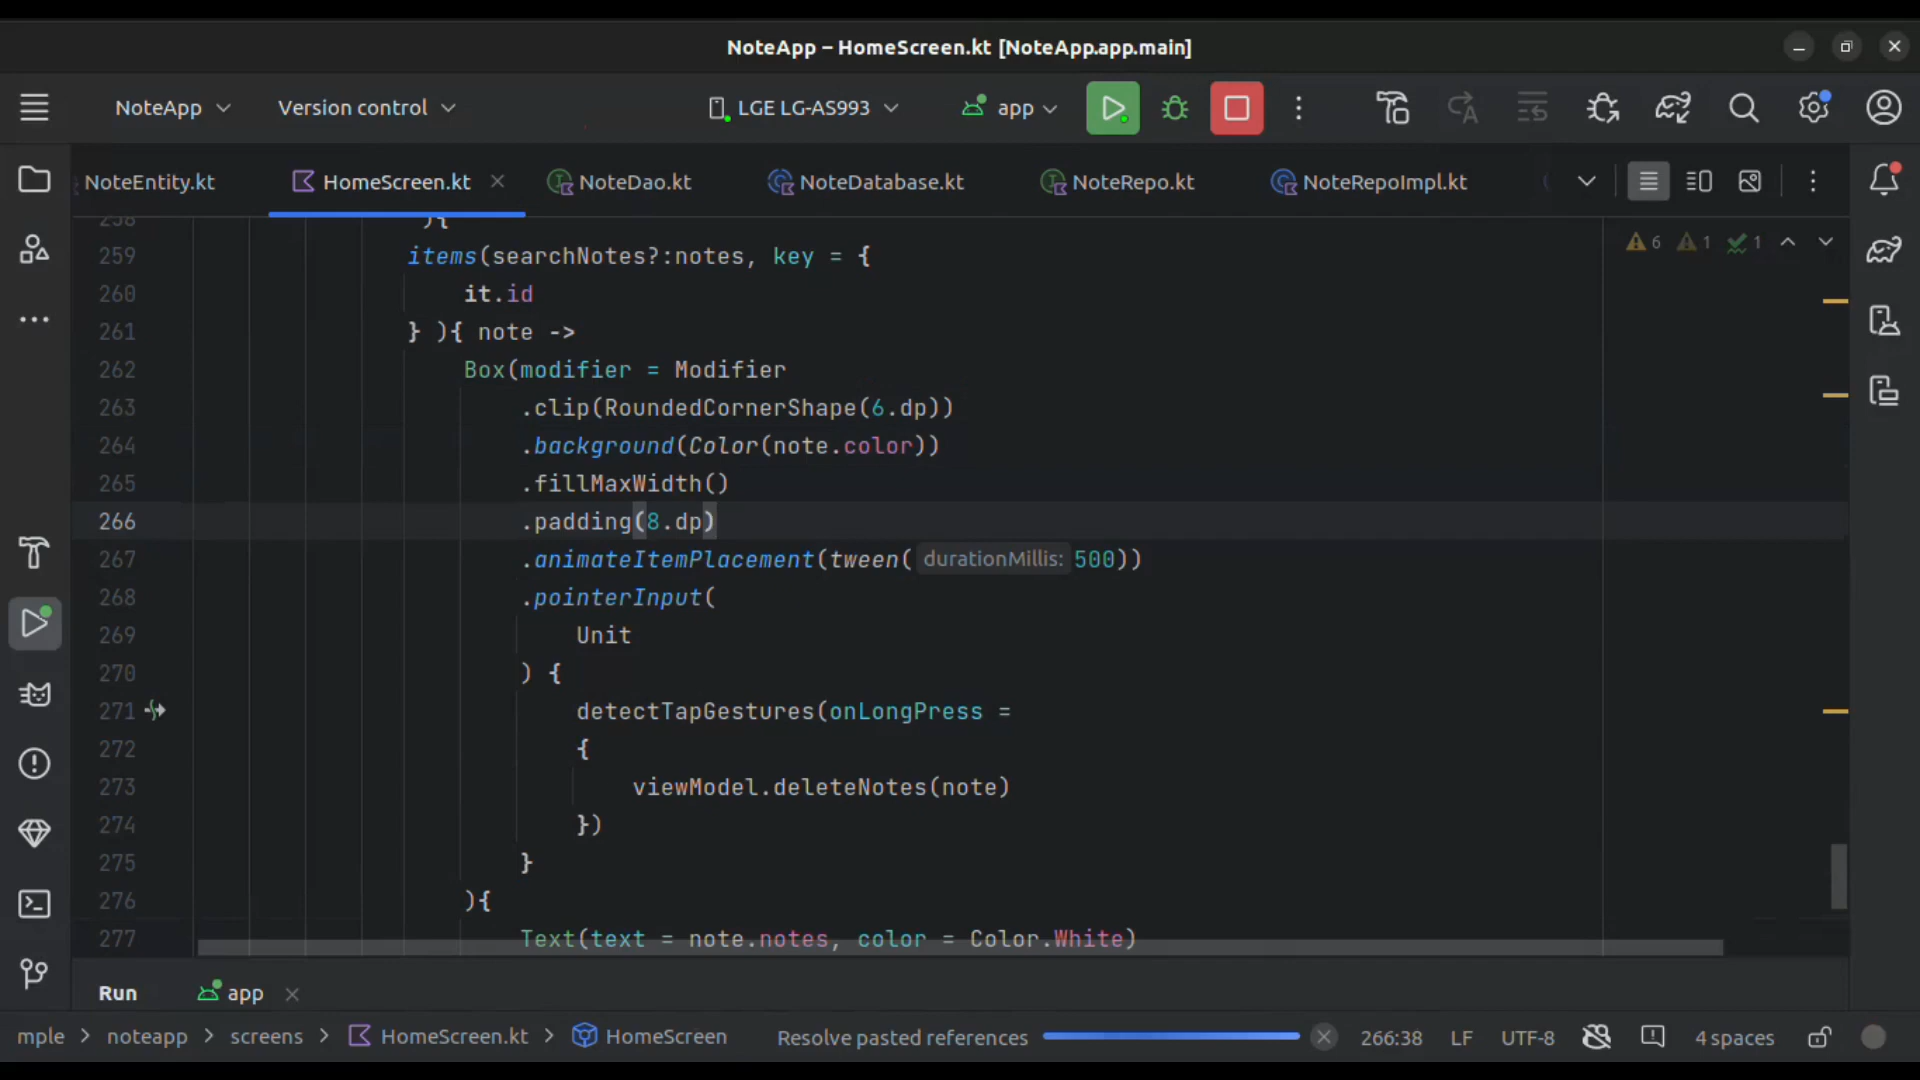 NoteApp – HomeScreen.kt [NoteApp.app.main]
NoteApp Version control LGE LG-AS993 app
NoteEntity.kt HomeScreen.kt NoteDao.kt NoteDatabase.kt NoteRepo.kt NoteRepoImpl.kt
258 ){
6 1 1
259 items(searchNotes?:notes, key = {
260 it.id
261 } ){ note ->
262 Box(modifier = Modifier
263 .clip(RoundedCornerShape(6.dp))
264 .background(Color(note.color))
265 .fillMaxWidth()
266 .padding(8.dp)
267 .animateItemPlacement(tween( durationMillis: 500))
268 .pointerInput(
269 Unit
270 ) {
271 detectTapGestures(onLongPress =
272 {
273 viewModel.deleteNotes(note)
274 })
275 }
276 ){
277 Text(text = note.notes, color = Color.White)
Run app
mple > noteapp > screens > HomeScreen.kt > HomeScreen Resolve pasted references 266:38 LF UTF-8 4 spaces